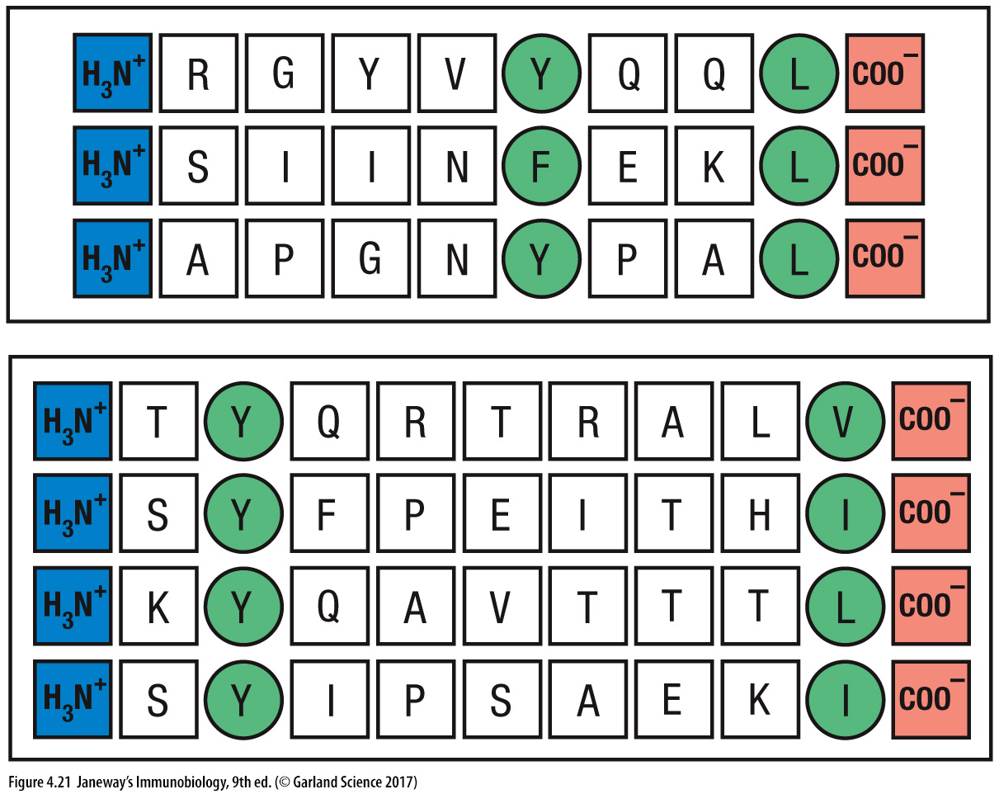 H₃N⁺ R G Y V Y Q Q L COO⁻
H₃N⁺ S I I N F E K L COO⁻
H₃N⁺ A P G N Y P A L COO⁻
H₃N⁺ T Y Q R T R A L V COO⁻
H₃N⁺ S Y F P E I T H I COO⁻
H₃N⁺ K Y Q A V T T T L COO⁻
H₃N⁺ S Y I P S A E K I COO⁻
Figure 4.21 Janeway’s Immunobiology, 9th ed. (© Garland Science 2017)